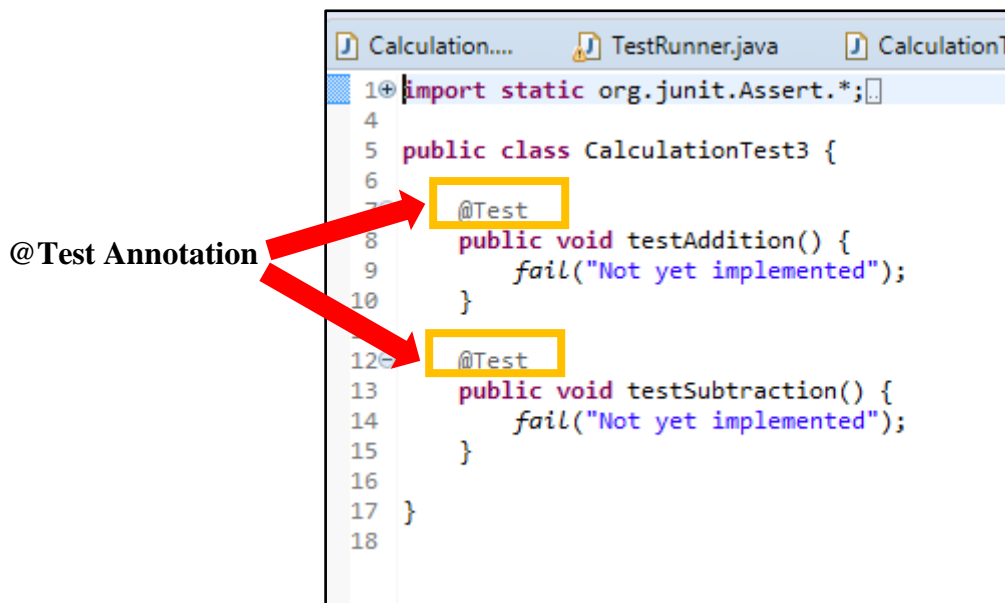 Calculation.... TestRunner.java CalculationT
1 import static org.junit.Assert.*;
4
5 public class CalculationTest3 {
6
7 @Test
8 public void testAddition() {
9 fail("Not yet implemented");
10 }
@Test Annotation
12 @Test
13 public void testSubtraction() {
14 fail("Not yet implemented");
15 }
16
17 }
18